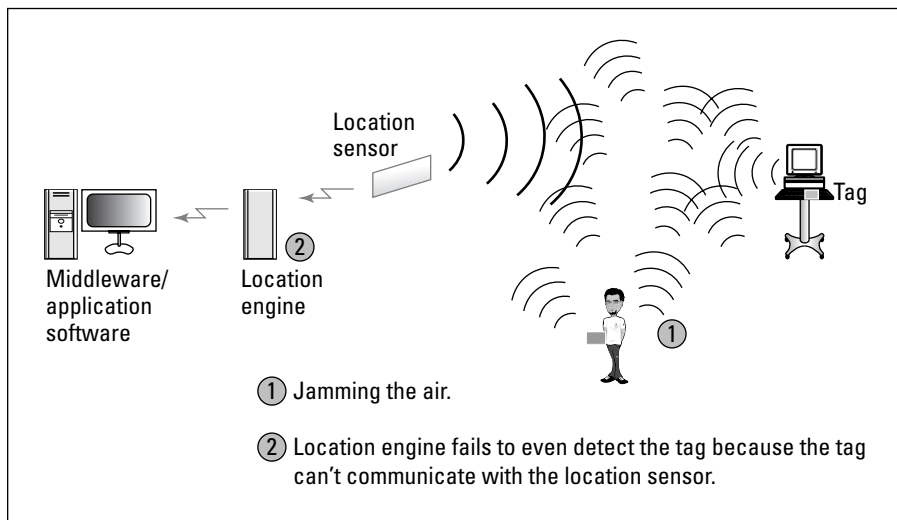 Location
sensor
Tag
2
Middleware/
application
software
Location
engine
1
1 Jamming the air.
2 Location engine fails to even detect the tag because the tag
can't communicate with the location sensor.